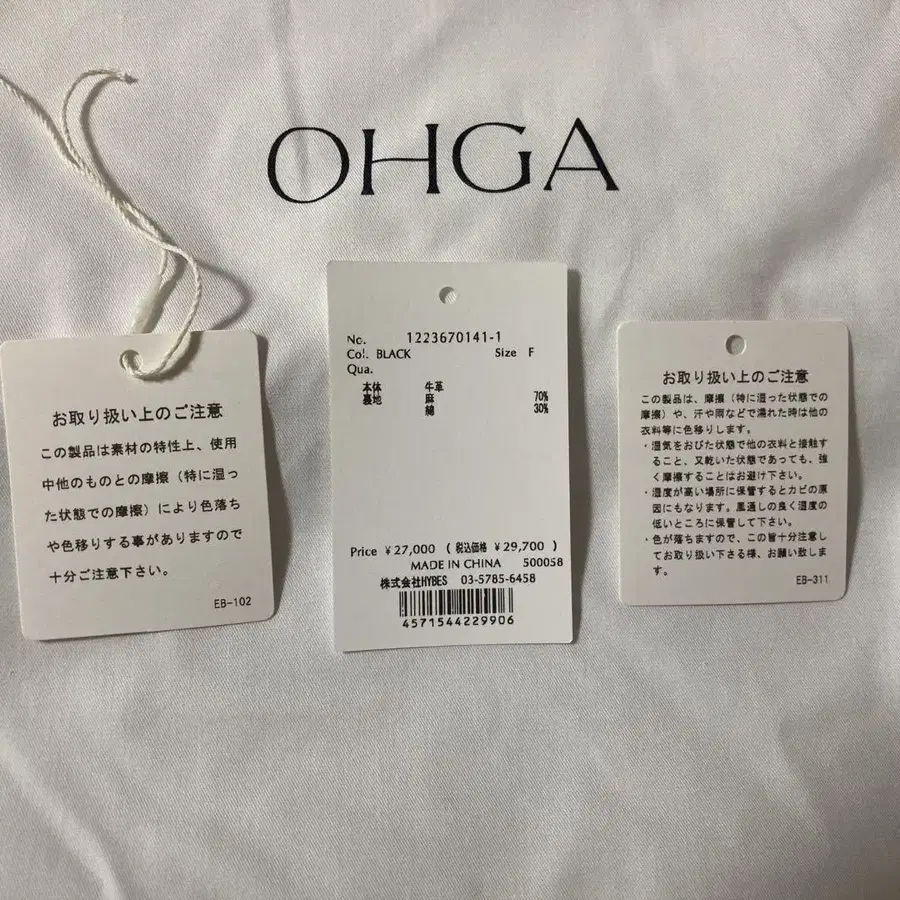 OHGA
お取り扱い上のご注意
この製品は素材の特性上、使用
中他のものとの摩擦（特に湿っ
た状態での摩擦）により色落ち
や色移りする事がありますので
十分ご注意下さい。
EB-102
No. 1223670141-1
Col. BLACK Size F
Qua.
本体 牛革
裏地 麻 70%
綿 30%
Price ￥27,000 ( 税込価格 ￥29,700 )
MADE IN CHINA 500058
株式会社HYBES 03-5785-6458
4571544229906
お取り扱い上のご注意
この製品は、摩擦（特に湿った状態での
摩擦）や、汗や雨などで濡れた時は他の
衣料等に色移りします。
・湿気をおびた状態で他の衣料と接触す
ること、又乾いた状態であっても、強
く摩擦することはお避け下さい。
・湿度が高い場所に保管するとカビの原
因にもなります。風通しの良く湿度の
低いところに保管して下さい。
・色が落ちますので、この旨十分注意し
てお取り扱い下さる様、お願い致しま
す。
EB-311